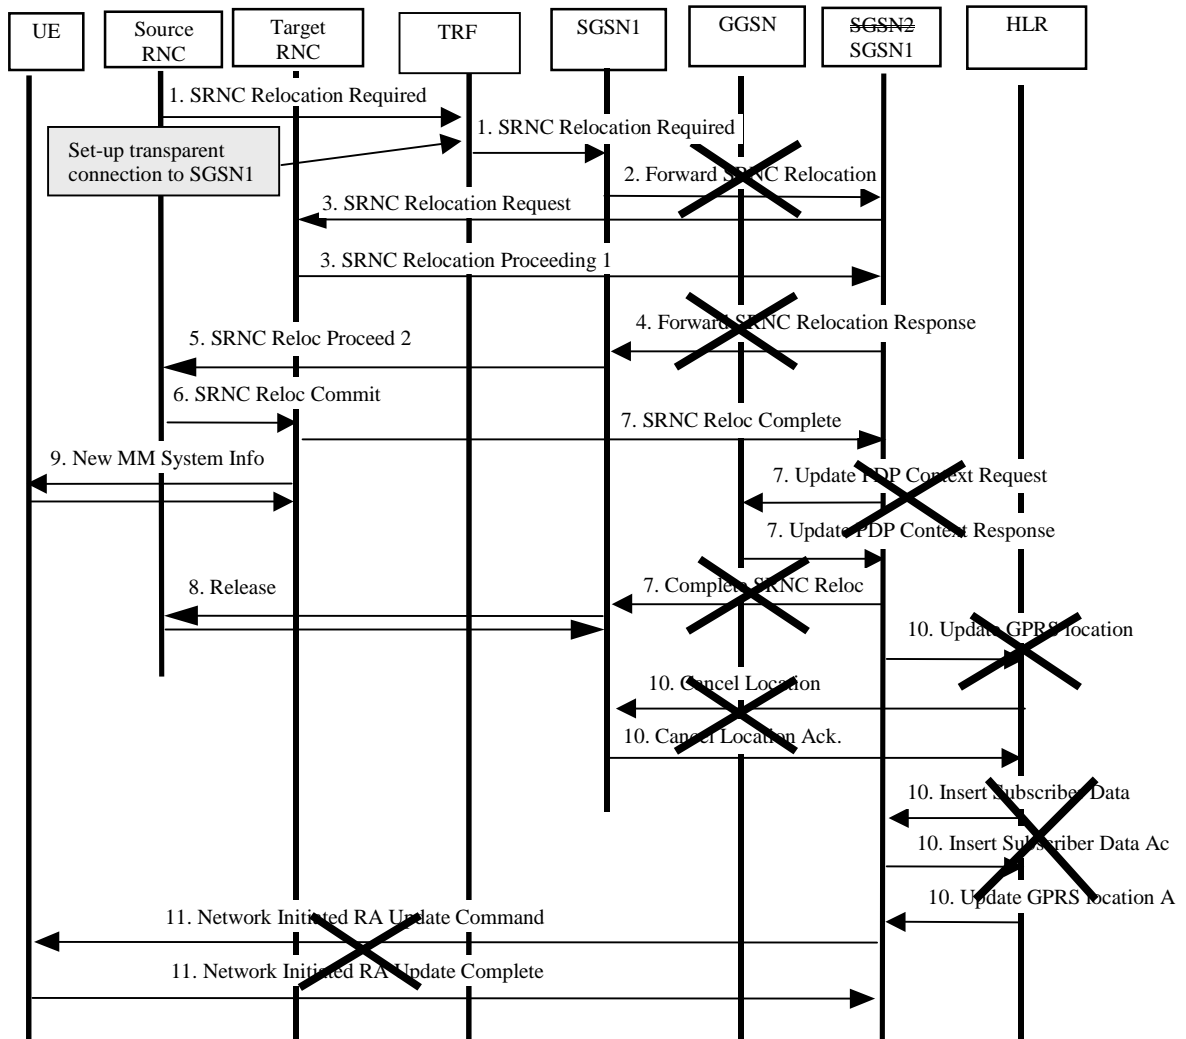 UE
Source
RNC
Target
RNC
TRF
SGSN1
GGSN
SGSN2
SGSN1
HLR
1. SRNC Relocation Required
1. SRNC Relocation Required
Set-up transparent
connection to SGSN1
2. Forward SRNC Relocation
3. SRNC Relocation Request
3. SRNC Relocation Proceeding 1
4. Forward SRNC Relocation Response
5. SRNC Reloc Proceed 2
6. SRNC Reloc Commit
7. SRNC Reloc Complete
9. New MM System Info
7. Update PDP Context Request
7. Update PDP Context Response
8. Release
7. Complete SRNC Reloc
10. Update GPRS location
10. Cancel Location
10. Cancel Location Ack.
10. Insert Subscriber Data
10. Insert Subscriber Data Ac
10. Update GPRS location A
11. Network Initiated RA Update Command
11. Network Initiated RA Update Complete